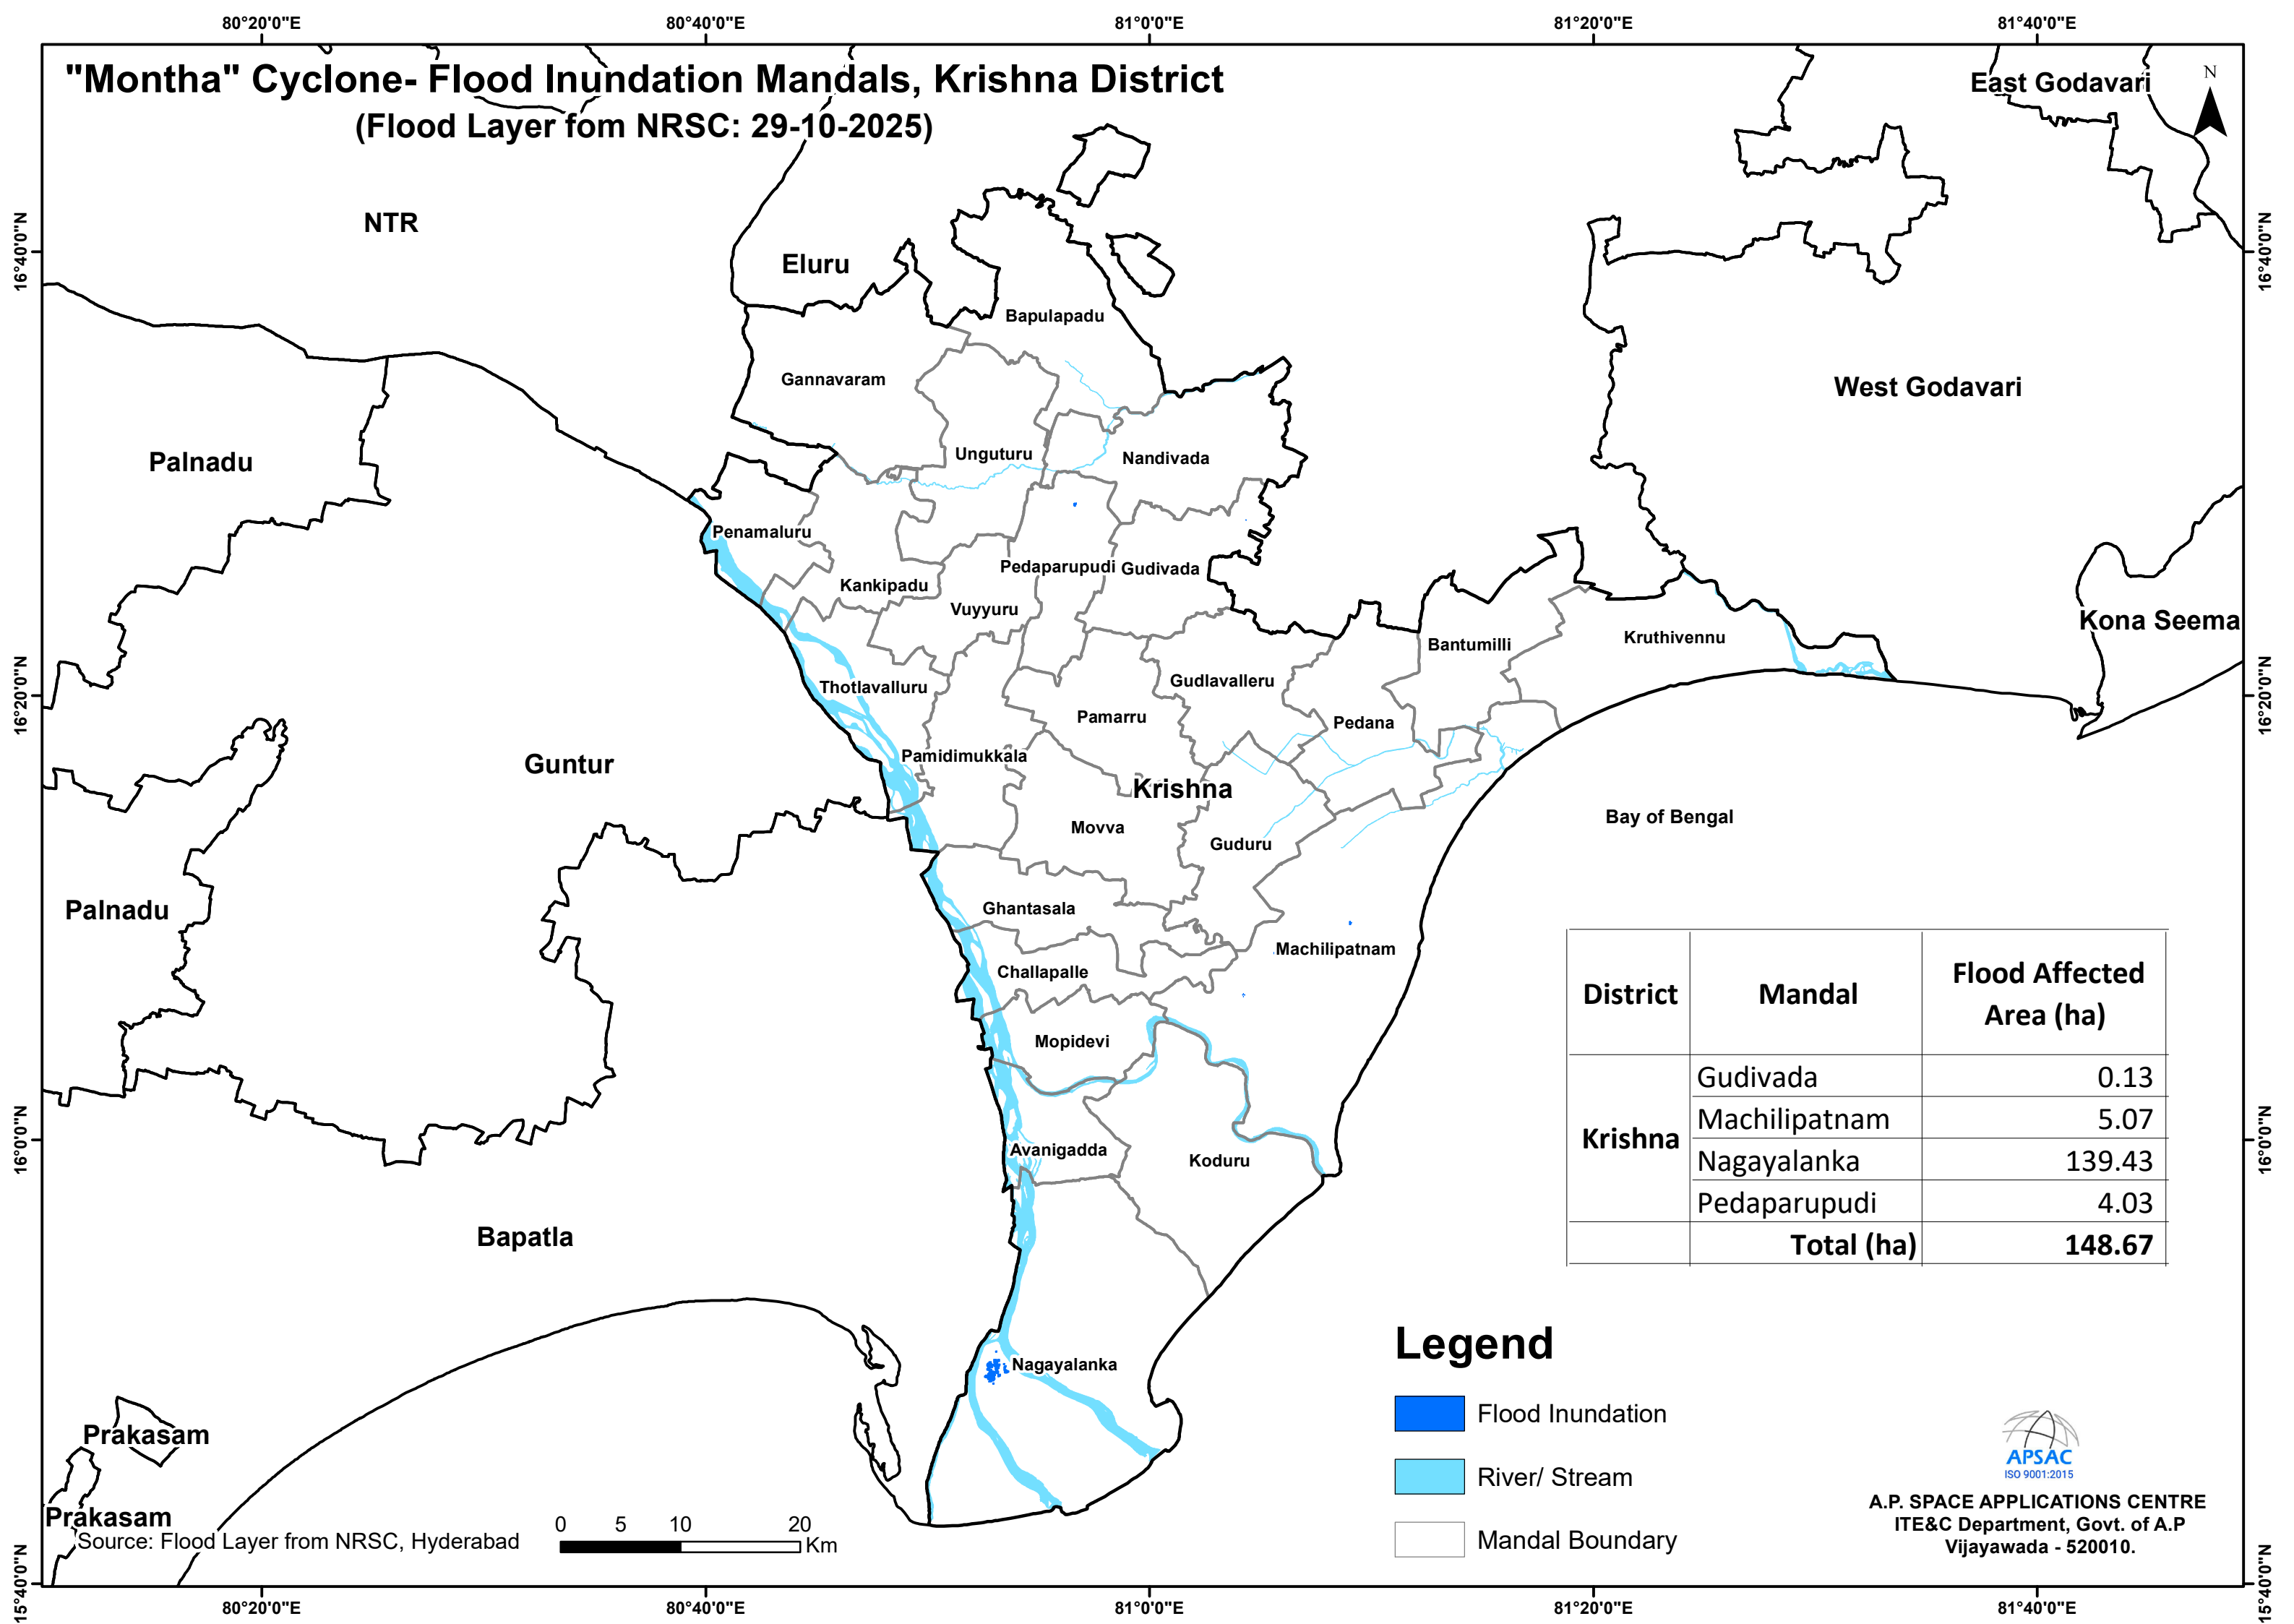 80°20'0"E 80°40'0"E 81°0'0"E 81°20'0"E 81°40'0"E
"Montha" Cyclone- Flood Inundation Mandals, Krishna District
(Flood Layer fom NRSC: 29-10-2025)
East Godavari
N
NTR
16°40'0"N
16°40'0"N
Eluru
Bapulapadu
Gannavaram
West Godavari
Palnadu
Unguturu
Nandivada
Penamaluru
Pedaparupudi
Gudivada
Kankipadu
Vuyyuru
Kona Seema
Bantumilli
Kruthivennu
Thotlavalluru
Gudlavalleru
16°20'0"N
16°20'0"N
Pamarru
Pedana
Pamidimukkala
Guntur
Krishna
Bay of Bengal
Movva
Guduru
Palnadu
Ghantasala
Machilipatnam
Challapalle
Mopidevi
District Mandal Flood Affected
Area (ha)
Krishna
Gudivada 0.13
Machilipatnam 5.07
Nagayalanka 139.43
Pedaparupudi 4.03
Total (ha) 148.67
16°0'0"N
16°0'0"N
Avanigadda
Koduru
Bapatla
Nagayalanka
Legend
Flood Inundation
River/ Stream
Mandal Boundary
Prakasam
Prakasam
Source: Flood Layer from NRSC, Hyderabad
0 5 10 20
Km
APSAC
ISO 9001:2015
A.P. SPACE APPLICATIONS CENTRE
ITE&C Department, Govt. of A.P
Vijayawada - 520010.
15°40'0"N
15°40'0"N
80°20'0"E 80°40'0"E 81°0'0"E 81°20'0"E 81°40'0"E